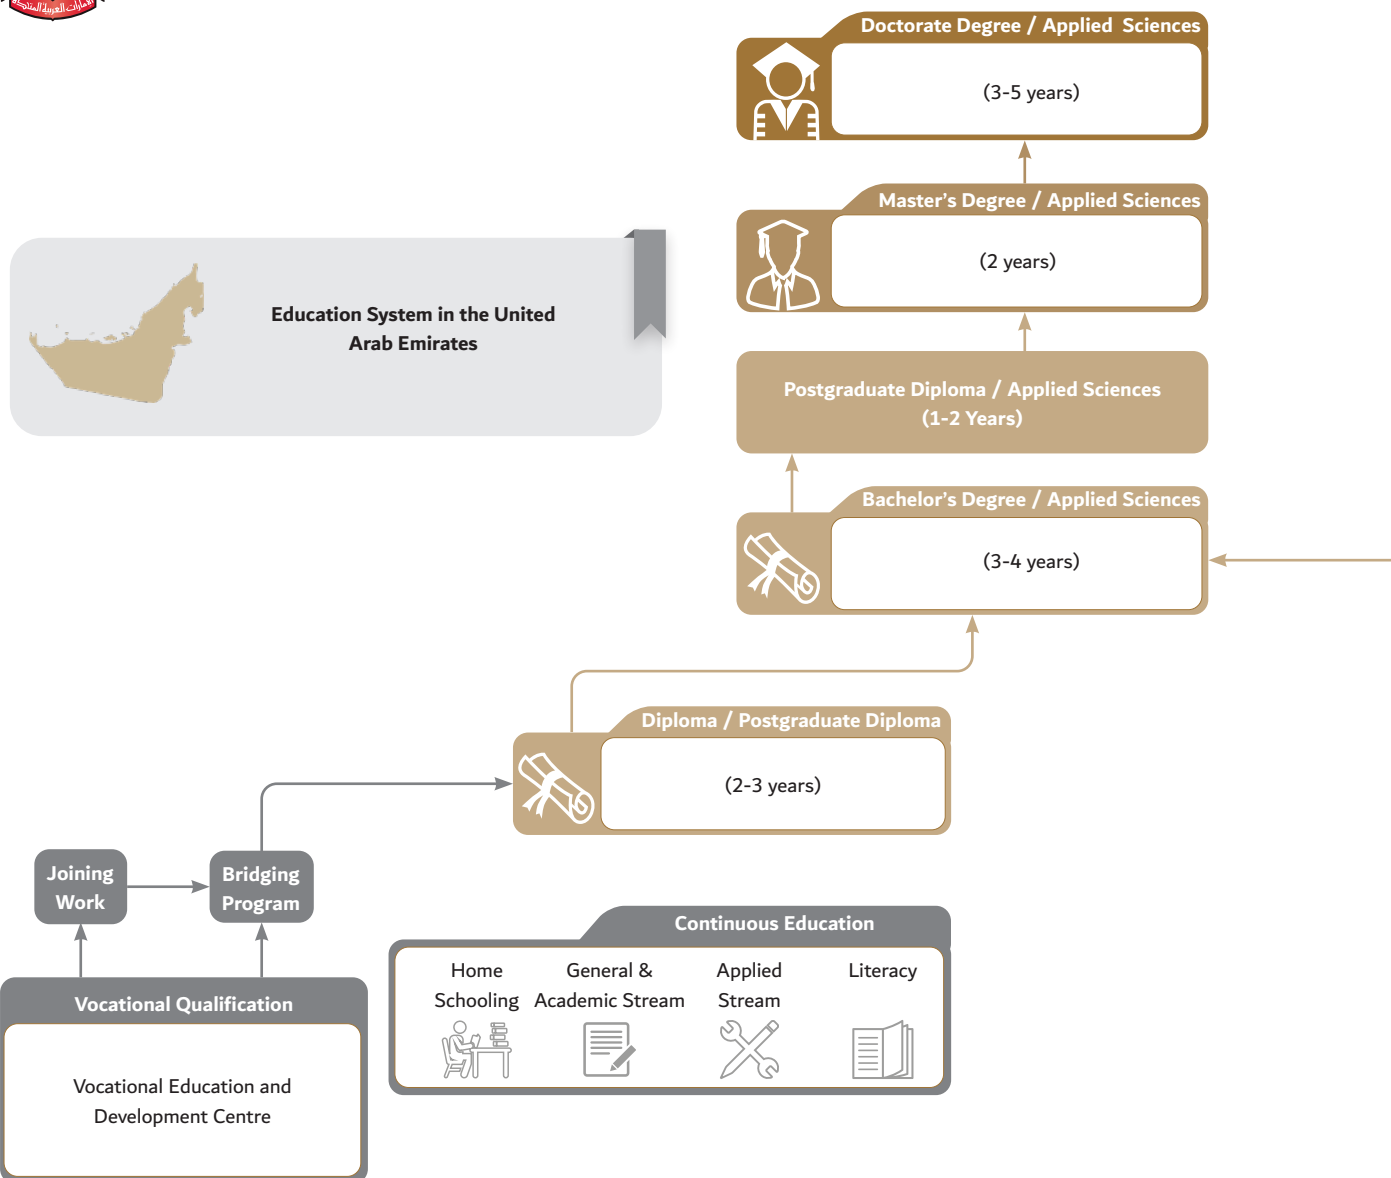 الإمارات العربية المتحدة
Doctorate Degree / Applied Sciences
(3-5 years)
Master's Degree / Applied Sciences
(2 years)
Education System in the United
Arab Emirates
Postgraduate Diploma / Applied Sciences
(1-2 Years)
Bachelor's Degree / Applied Sciences
(3-4 years)
Diploma / Postgraduate Diploma
(2-3 years)
Joining
Work
Bridging
Program
Continuous Education
Home
Schooling
General &
Academic Stream
Applied
Stream
Literacy
Vocational Qualification
Vocational Education and
Development Centre